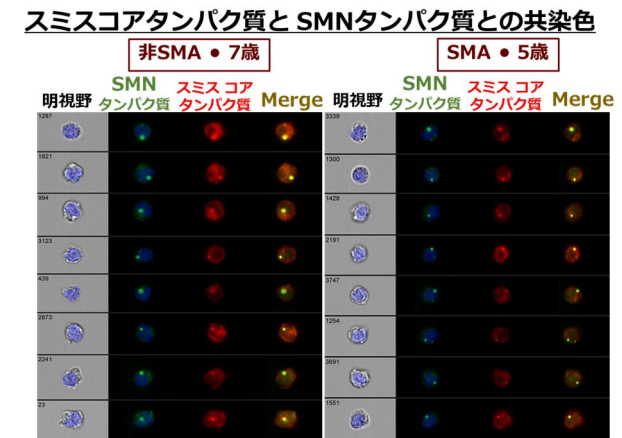 スミスコアタンパク質と SMNタンパク質との共染色
非SMA • 7歳
SMA • 5歳
明視野
SMN
タンパク質
スミス コア
タンパク質
Merge
明視野
SMN
タンパク質
スミス コア
タンパク質
Merge
1287
1621
994
3123
439
2873
2241
23
3339
1300
1428
2191
3747
1254
3691
1551